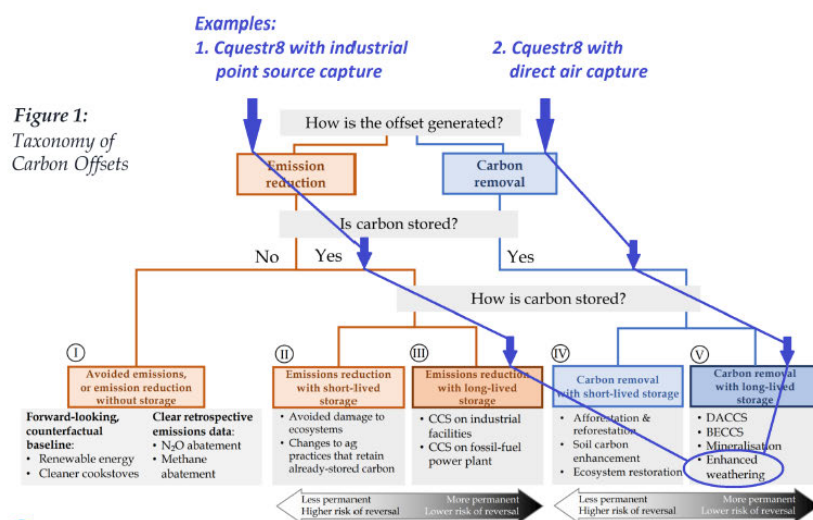 Examples:
1. Cquestr8 with industrial
point source capture
2. Cquestr8 with
direct air capture
Figure 1:
Taxonomy of
Carbon Offsets
How is the offset generated?
Emission
reduction
Carbon
removal
Is carbon stored?
No
Yes
Yes
How is carbon stored?
I
Avoided emissions,
or emission reduction
without storage
II
Emissions reduction
with short-lived
storage
III
Emissions reduction
with long-lived
storage
IV
Carbon removal
with short-lived storage
V
Carbon removal
with long-lived
storage
Forward-looking,
counterfactual
baseline:
• Renewable energy
• Cleaner cookstoves
Clear retrospective
emissions data:
• N₂O abatement
• Methane
abatement
• Avoided damage to
ecosystems
• Changes to ag
practices that retain
already-stored carbon
• CCS on industrial
facilities
• CCS on fossil-fuel
power plant
• Afforestation &
reforestation
• Soil carbon
enhancement
• Ecosystem restoration
• DACCS
• BECCS
• Mineralisation
• Enhanced
weathering
Less permanent
Higher risk of reversal
More permanent
Lower risk of reversal
Less permanent
Higher risk of reversal
More permanent
Lower risk of reversal